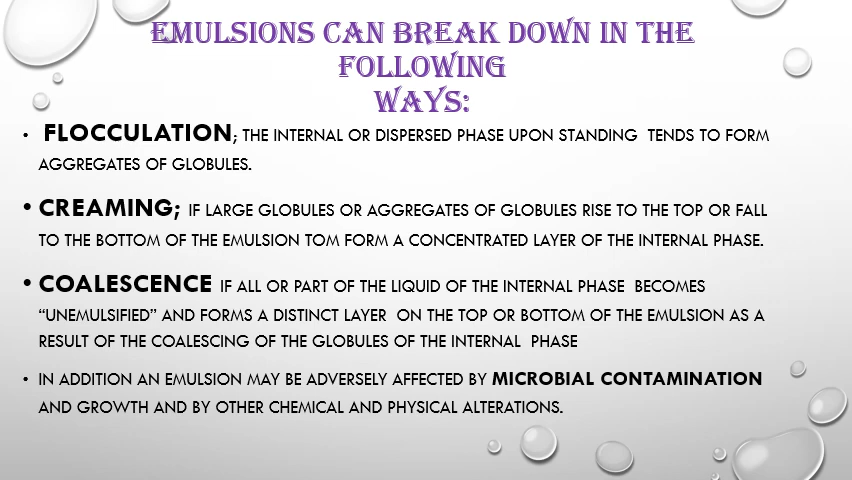 EMULSIONS CAN BREAK DOWN IN THE
FOLLOWING
WAYS:
• FLOCCULATION; THE INTERNAL OR DISPERSED PHASE UPON STANDING TENDS TO FORM
AGGREGATES OF GLOBULES.
• CREAMING; IF LARGE GLOBULES OR AGGREGATES OF GLOBULES RISE TO THE TOP OR FALL
TO THE BOTTOM OF THE EMULSION TOM FORM A CONCENTRATED LAYER OF THE INTERNAL PHASE.
• COALESCENCE IF ALL OR PART OF THE LIQUID OF THE INTERNAL PHASE BECOMES
“UNEMULSIFIED” AND FORMS A DISTINCT LAYER ON THE TOP OR BOTTOM OF THE EMULSION AS A
RESULT OF THE COALESCING OF THE GLOBULES OF THE INTERNAL PHASE
• IN ADDITION AN EMULSION MAY BE ADVERSELY AFFECTED BY MICROBIAL CONTAMINATION
AND GROWTH AND BY OTHER CHEMICAL AND PHYSICAL ALTERATIONS.